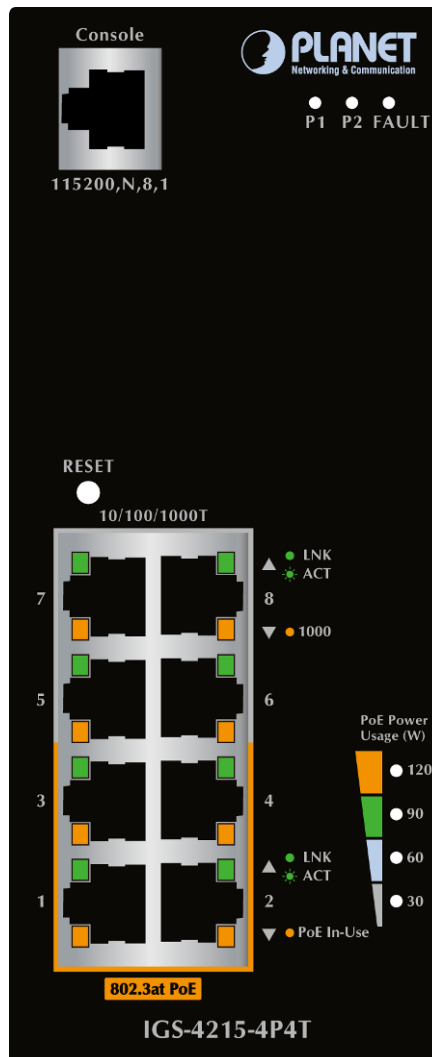 Console
PLANET
Networking & Communication
P1 P2 FAULT
115200,N,8,1
RESET
10/100/1000T
LNK
ACT
7 8
1000
5 6
PoE Power
Usage (W)
120
3 4
90
60
LNK
ACT
1 2
30
PoE In-Use
802.3at PoE
IGS-4215-4P4T